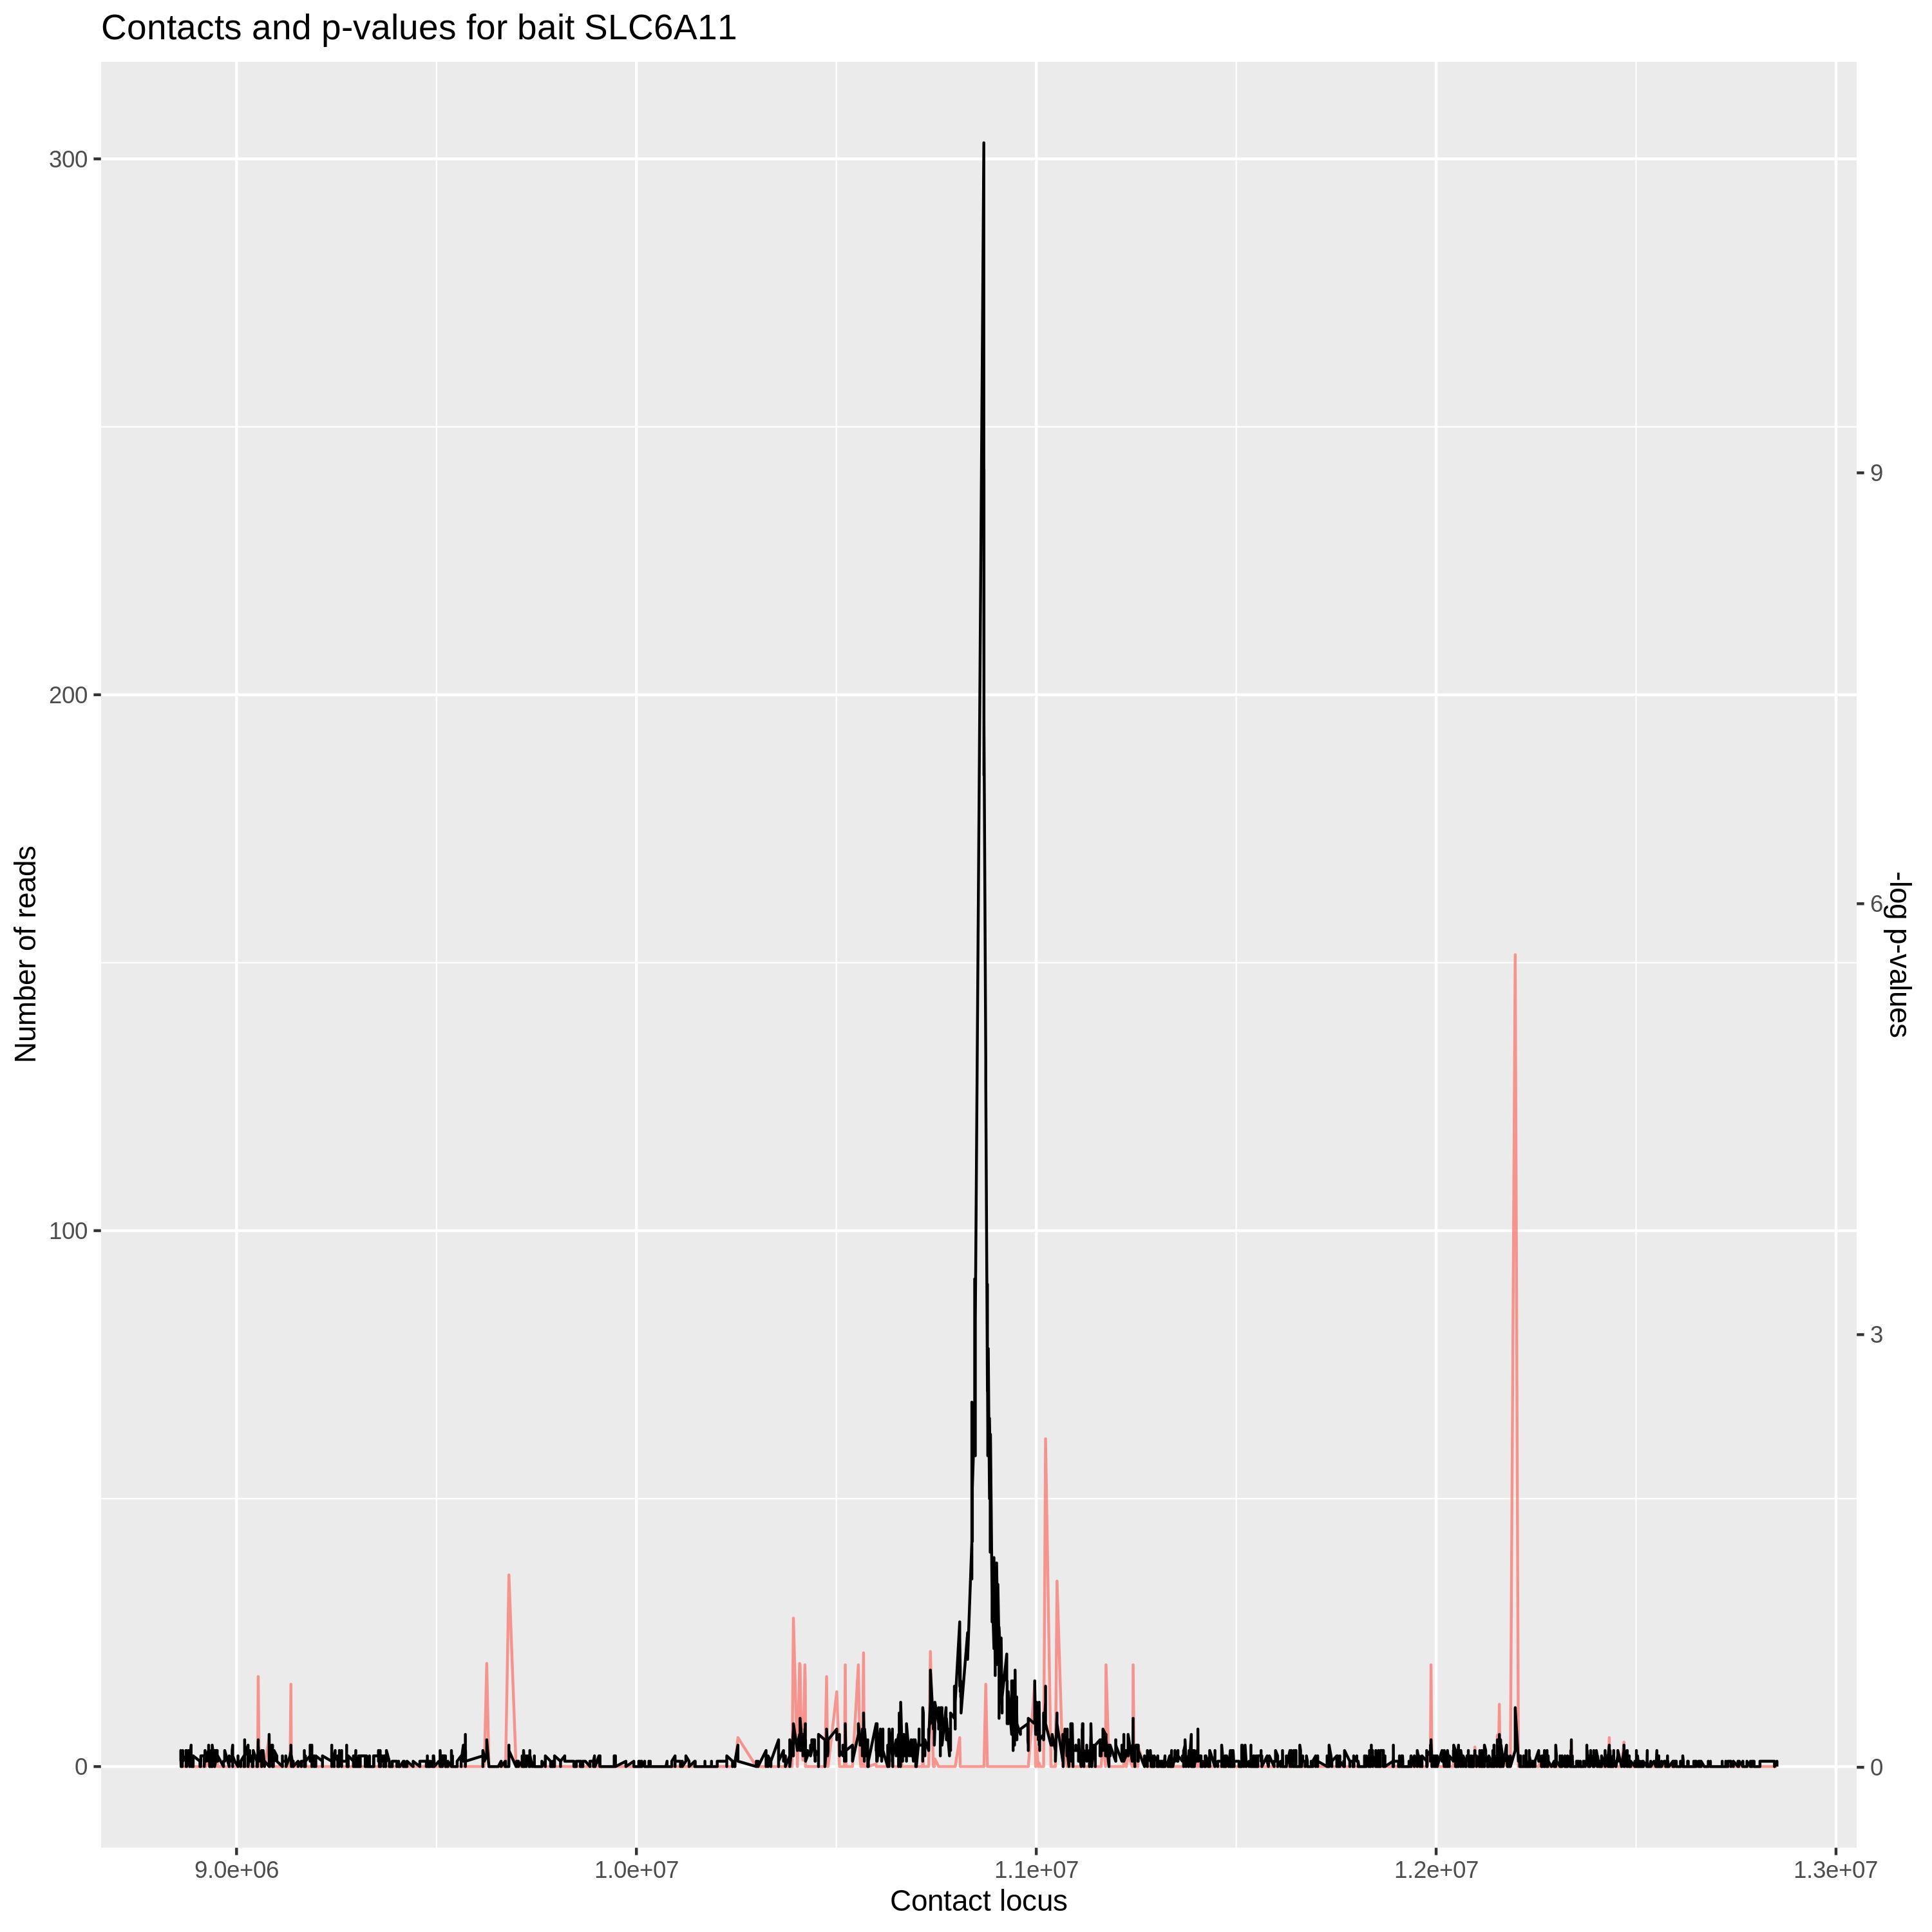 Contacts and p-values for bait SLC6A11
300
200
100
0
Number of reads
9
6
3
0
-log p-values
9.0e+06 1.0e+07 1.1e+07 1.2e+07 1.3e+07
Contact locus